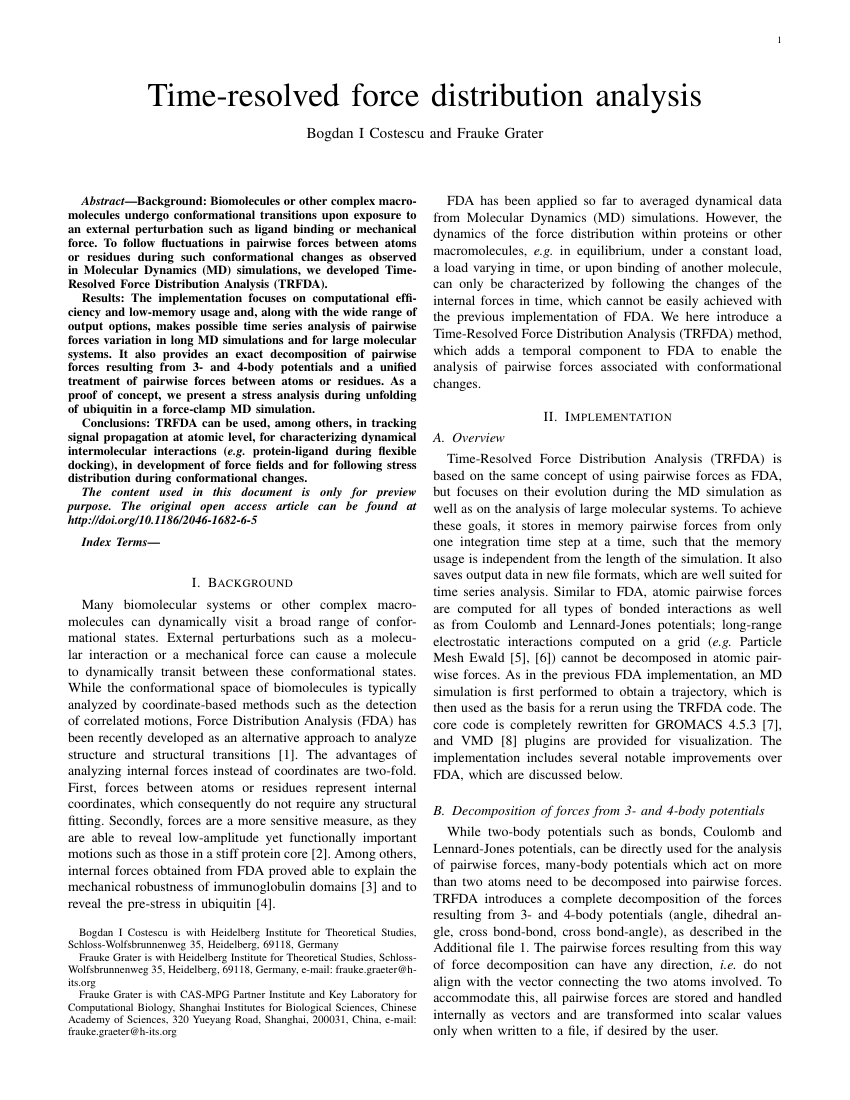 1
Time-resolved force distribution analysis
Bogdan I Costescu and Frauke Grater
Abstract—Background: Biomolecules or other complex macro-
molecules undergo conformational transitions upon exposure to
an external perturbation such as ligand binding or mechanical
force. To follow fluctuations in pairwise forces between atoms
or residues during such conformational changes as observed
in Molecular Dynamics (MD) simulations, we developed Time-
Resolved Force Distribution Analysis (TRFDA).
Results: The implementation focuses on computational effi-
ciency and low-memory usage and, along with the wide range of
output options, makes possible time series analysis of pairwise
forces variation in long MD simulations and for large molecular
systems. It also provides an exact decomposition of pairwise
forces resulting from 3- and 4-body potentials and a unified
treatment of pairwise forces between atoms or residues. As a
proof of concept, we present a stress analysis during unfolding
of ubiquitin in a force-clamp MD simulation.
Conclusions: TRFDA can be used, among others, in tracking
signal propagation at atomic level, for characterizing dynamical
intermolecular interactions (e.g. protein-ligand during flexible
docking), in development of force fields and for following stress
distribution during conformational changes.
The content used in this document is only for preview
purpose. The original open access article can be found at
http://doi.org/10.1186/2046-1682-6-5
Index Terms—
I. BACKGROUND
Many biomolecular systems or other complex macro-
molecules can dynamically visit a broad range of confor-
mational states. External perturbations such as a molecu-
lar interaction or a mechanical force can cause a molecule
to dynamically transit between these conformational states.
While the conformational space of biomolecules is typically
analyzed by coordinate-based methods such as the detection
of correlated motions, Force Distribution Analysis (FDA) has
been recently developed as an alternative approach to analyze
structure and structural transitions [1]. The advantages of
analyzing internal forces instead of coordinates are two-fold.
First, forces between atoms or residues represent internal
coordinates, which consequently do not require any structural
fitting. Secondly, forces are a more sensitive measure, as they
are able to reveal low-amplitude yet functionally important
motions such as those in a stiff protein core [2]. Among others,
internal forces obtained from FDA proved able to explain the
mechanical robustness of immunoglobulin domains [3] and to
reveal the pre-stress in ubiquitin [4].
Bogdan I Costescu is with Heidelberg Institute for Theoretical Studies,
Schloss-Wolfsbrunnenweg 35, Heidelberg, 69118, Germany
Frauke Grater is with Heidelberg Institute for Theoretical Studies, Schloss-
Wolfsbrunnenweg 35, Heidelberg, 69118, Germany, e-mail: frauke.graeter@h-
its.org
Frauke Grater is with CAS-MPG Partner Institute and Key Laboratory for
Computational Biology, Shanghai Institutes for Biological Sciences, Chinese
Academy of Sciences, 320 Yueyang Road, Shanghai, 200031, China, e-mail:
frauke.graeter@h-its.org
FDA has been applied so far to averaged dynamical data
from Molecular Dynamics (MD) simulations. However, the
dynamics of the force distribution within proteins or other
macromolecules, e.g. in equilibrium, under a constant load,
a load varying in time, or upon binding of another molecule,
can only be characterized by following the changes of the
internal forces in time, which cannot be easily achieved with
the previous implementation of FDA. We here introduce a
Time-Resolved Force Distribution Analysis (TRFDA) method,
which adds a temporal component to FDA to enable the
analysis of pairwise forces associated with conformational
changes.
II. IMPLEMENTATION
A. Overview
Time-Resolved Force Distribution Analysis (TRFDA) is
based on the same concept of using pairwise forces as FDA,
but focuses on their evolution during the MD simulation as
well as on the analysis of large molecular systems. To achieve
these goals, it stores in memory pairwise forces from only
one integration time step at a time, such that the memory
usage is independent from the length of the simulation. It also
saves output data in new file formats, which are well suited for
time series analysis. Similar to FDA, atomic pairwise forces
are computed for all types of bonded interactions as well
as from Coulomb and Lennard-Jones potentials; long-range
electrostatic interactions computed on a grid (e.g. Particle
Mesh Ewald [5], [6]) cannot be decomposed in atomic pair-
wise forces. As in the previous FDA implementation, an MD
simulation is first performed to obtain a trajectory, which is
then used as the basis for a rerun using the TRFDA code. The
core code is completely rewritten for GROMACS 4.5.3 [7],
and VMD [8] plugins are provided for visualization. The
implementation includes several notable improvements over
FDA, which are discussed below.
B. Decomposition of forces from 3- and 4-body potentials
While two-body potentials such as bonds, Coulomb and
Lennard-Jones potentials, can be directly used for the analysis
of pairwise forces, many-body potentials which act on more
than two atoms need to be decomposed into pairwise forces.
TRFDA introduces a complete decomposition of the forces
resulting from 3- and 4-body potentials (angle, dihedral an-
gle, cross bond-bond, cross bond-angle), as described in the
Additional file 1. The pairwise forces resulting from this way
of force decomposition can have any direction, i.e. do not
align with the vector connecting the two atoms involved. To
accommodate this, all pairwise forces are stored and handled
internally as vectors and are transformed into scalar values
only when written to a file, if desired by the user.